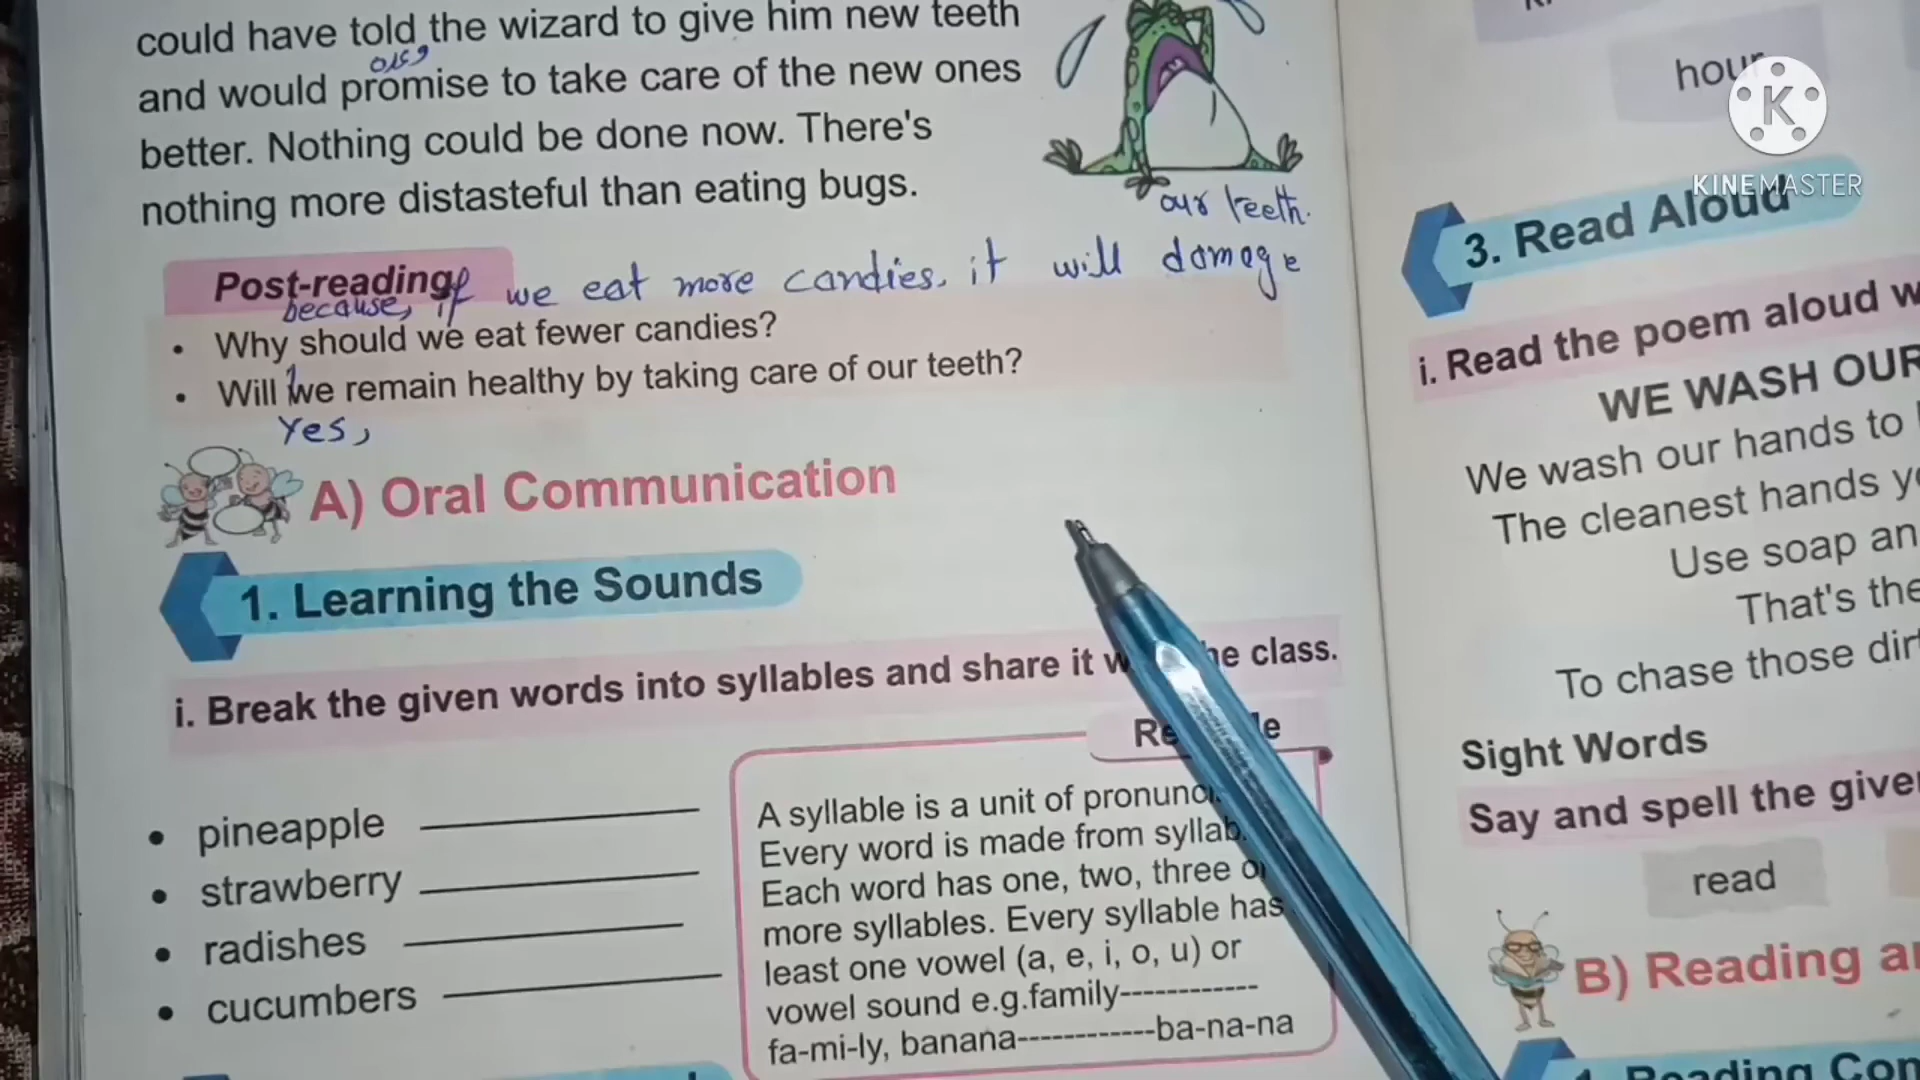 could have told the wizard to give him new teeth
and would promise to take care of the new ones
better. Nothing could be done now. There's
nothing more distasteful than eating bugs.
our teeth.
Post-reading
because, if we eat more candies, it will damage
• Why should we eat fewer candies?
• Will we remain healthy by taking care of our teeth?
Yes,
A) Oral Communication
1. Learning the Sounds
i. Break the given words into syllables and share it the class.
• pineapple
• strawberry
• radishes
• cucumbers
A syllable is a unit of
Every word is made from
Each word has one, two, three
more syllables. Every syllable has
least one vowel (a, e, i, o, u) or
vowel sound e.g.family------------
fa-mi-ly, banana------------ba-na-na
hour
KINEMASTER
3. Read Aloud
i. Read the poem aloud
WE WASH OUR
We wash our hands to
The cleanest hands
Use soap
That's the
To chase those
Sight Words
Say and spell the
read
B) Reading
1. Reading